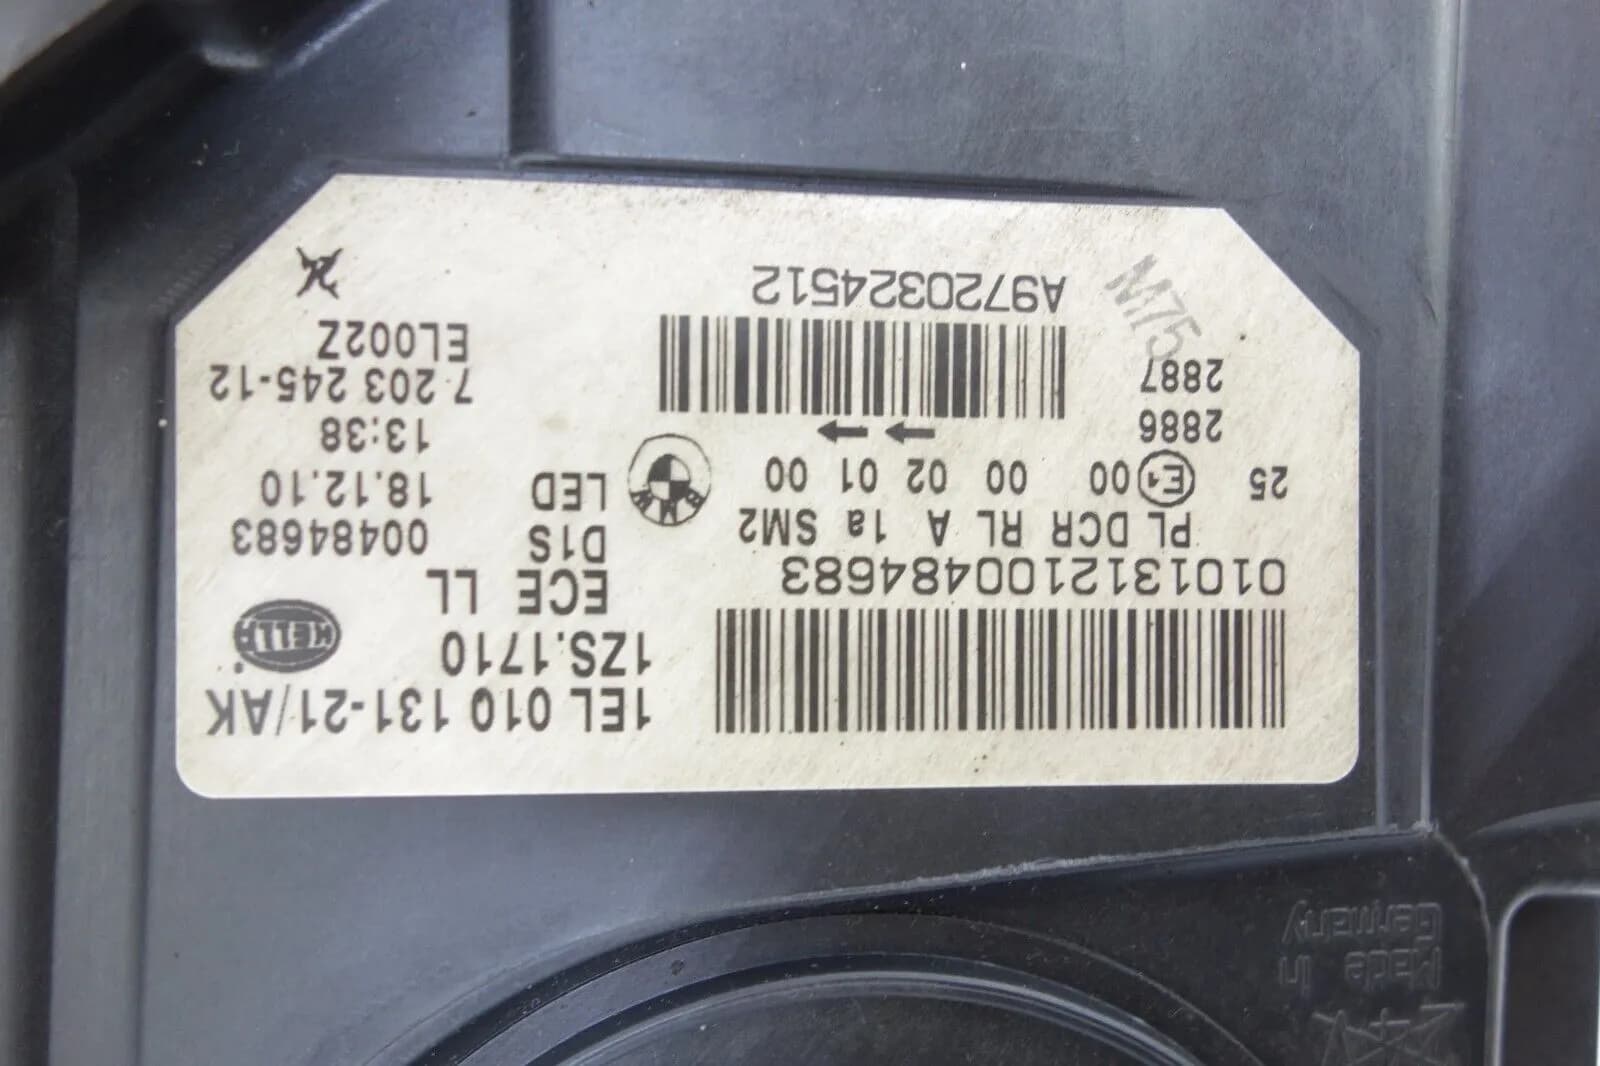 1EL 010 131-21/AK
1ZS.1710
HELLA
0101312100484683
ECE LL
PL DCR RL A 1a SM2
D1S 00484683
25 E1 00 00 02 01 00
BMW
LED 18.12.10
2886
13:38
2887
7 203 245-12
A9720324512
EL002Z
M75
Made in
Germany